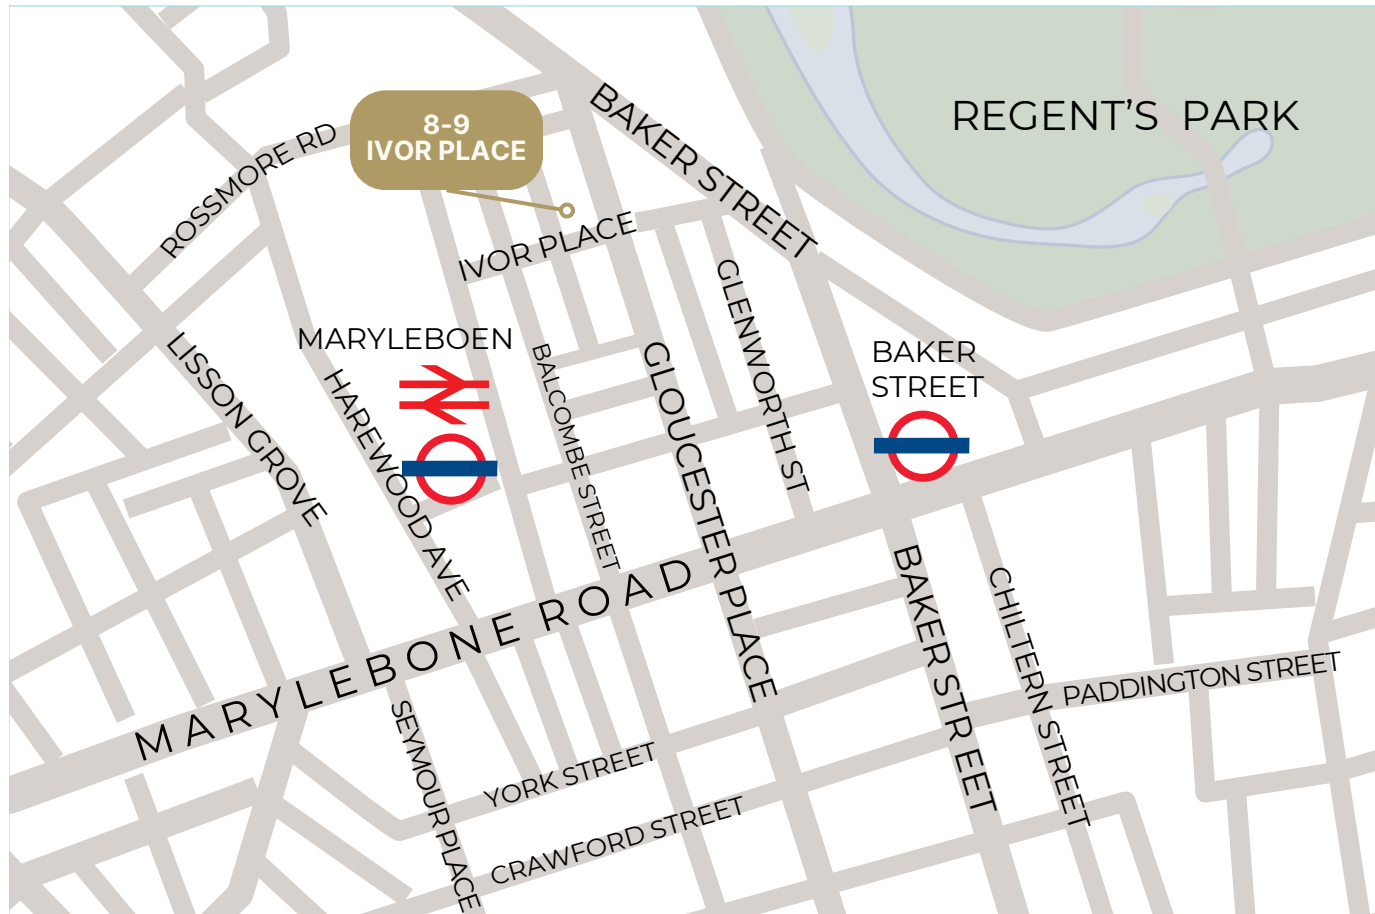 REGENT'S PARK
8-9
IVOR PLACE
BAKER STREET
ROSSMORE RD
IVOR PLACE
GLENWORTH ST
MARYLEBOEN
BAKER
STREET
LISSON GROVE
HAREWOOD AVE
BALCOMBE STREET
GLOUCESTER PLACE
MARYLEBONE ROAD
BAKER STREET
CHILTERN STREET
PADDINGTON STREET
SEYMOUR PLACE
YORK STREET
CRAWFORD STREET